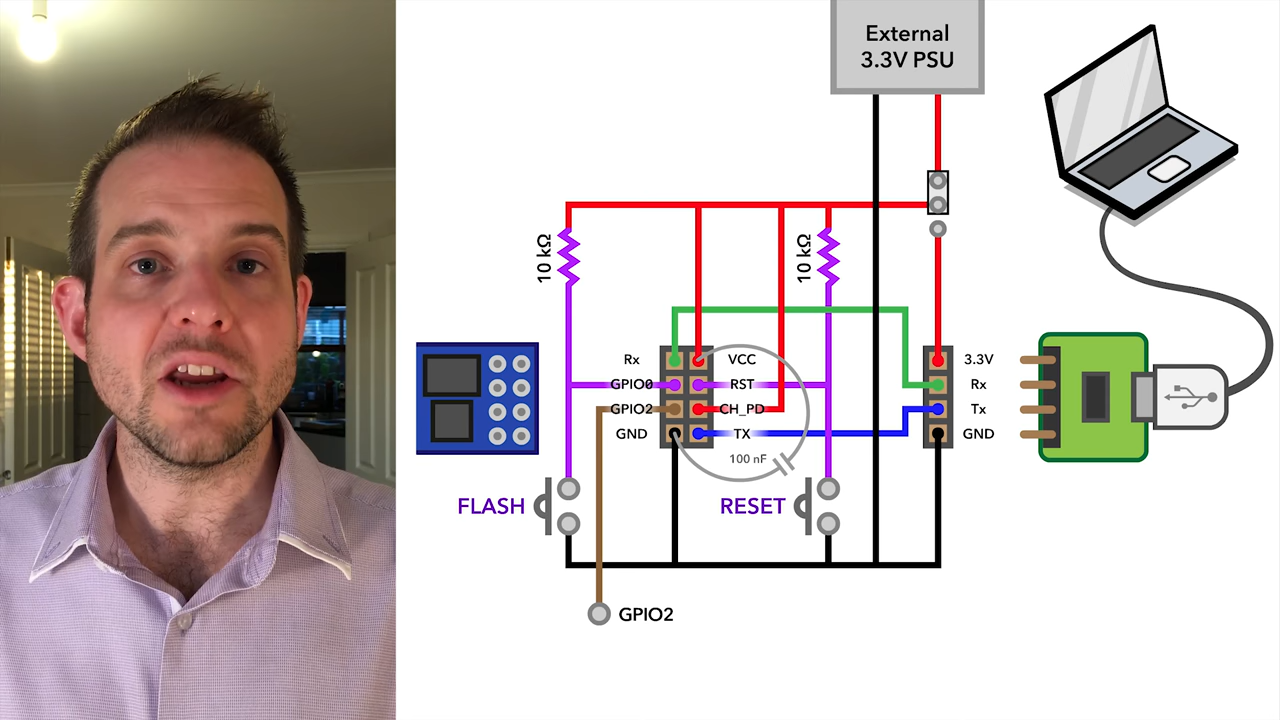 External
3.3V PSU
10 kΩ
10 kΩ
Rx
VCC
GPIO0
RST
GPIO2
CH_PD
GND
TX
100 nF
3.3V
Rx
Tx
GND
FLASH
RESET
GPIO2